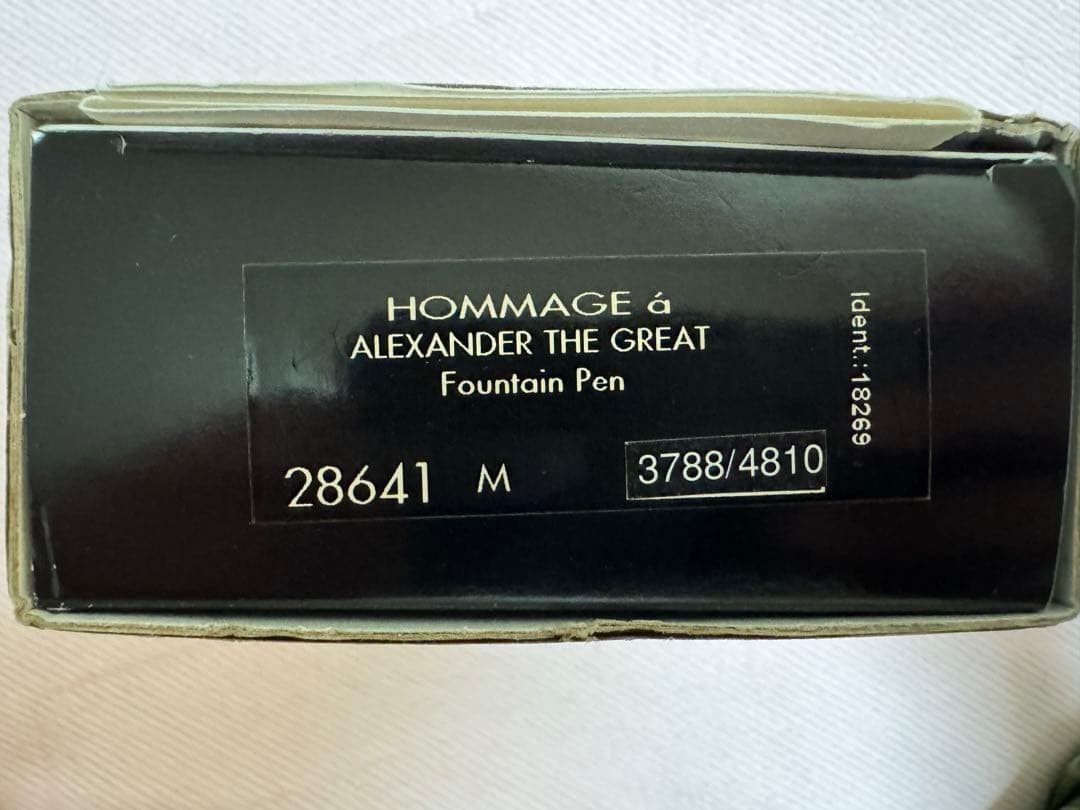 HOMMAGE á
ALEXANDER THE GREAT
Fountain Pen
28641 M 3788/4810
Ident.:18269